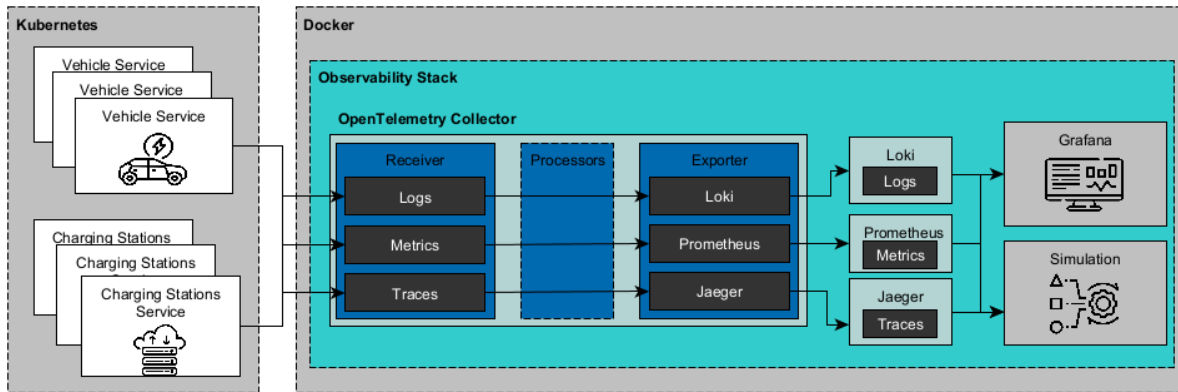 Kubernetes
Vehicle Service
Vehicle Service
Vehicle Service
Charging Stations
Charging Stations
Charging Stations
Service
Docker
Observability Stack
OpenTelemetry Collector
Receiver
Logs
Metrics
Traces
Processors
Exporter
Loki
Prometheus
Jaeger
Loki
Logs
Prometheus
Metrics
Jaeger
Traces
Grafana
Simulation